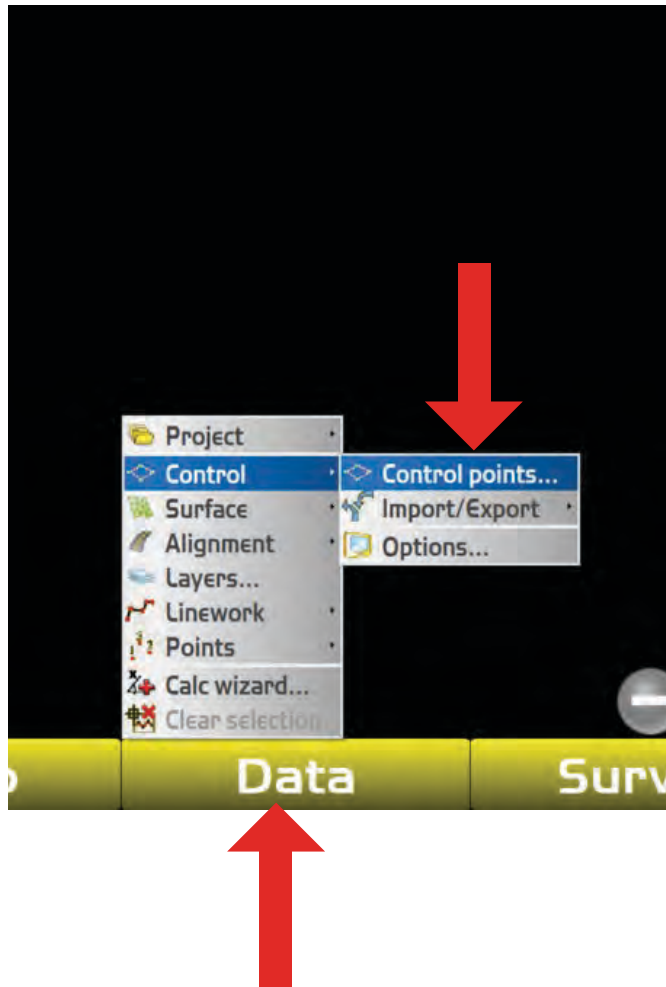 Project
Control
Surface
Alignment
Layers...
Linework
Points
Calc wizard...
Clear selection
Control points...
Import/Export
Options...
Data